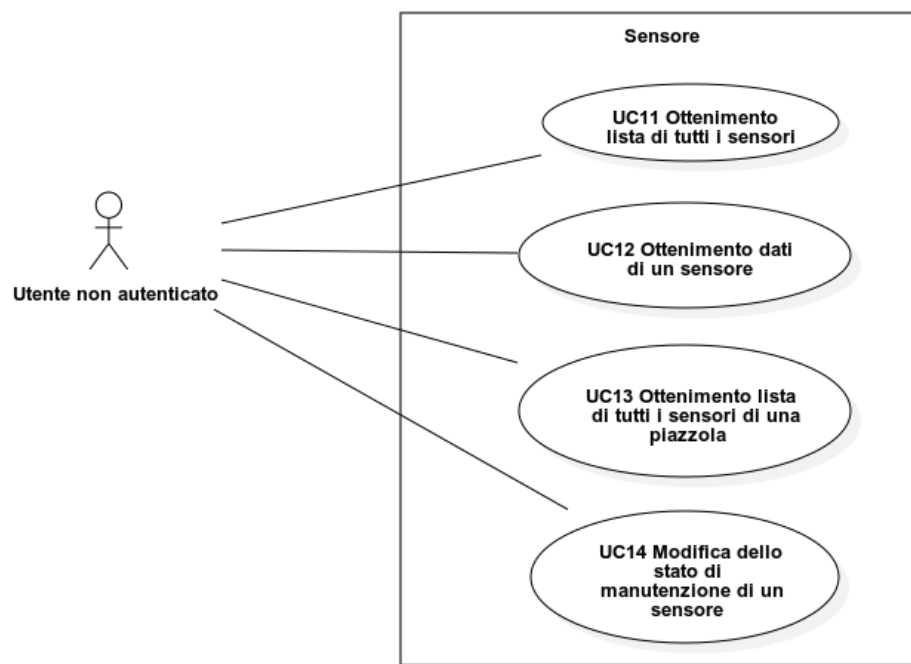 Sensore
UC11 Ottenimento
lista di tutti i sensori
UC12 Ottenimento dati
di un sensore
Utente non autenticato
UC13 Ottenimento lista
di tutti i sensori di una
piazzola
UC14 Modifica dello
stato di
manutenzione di un
sensore